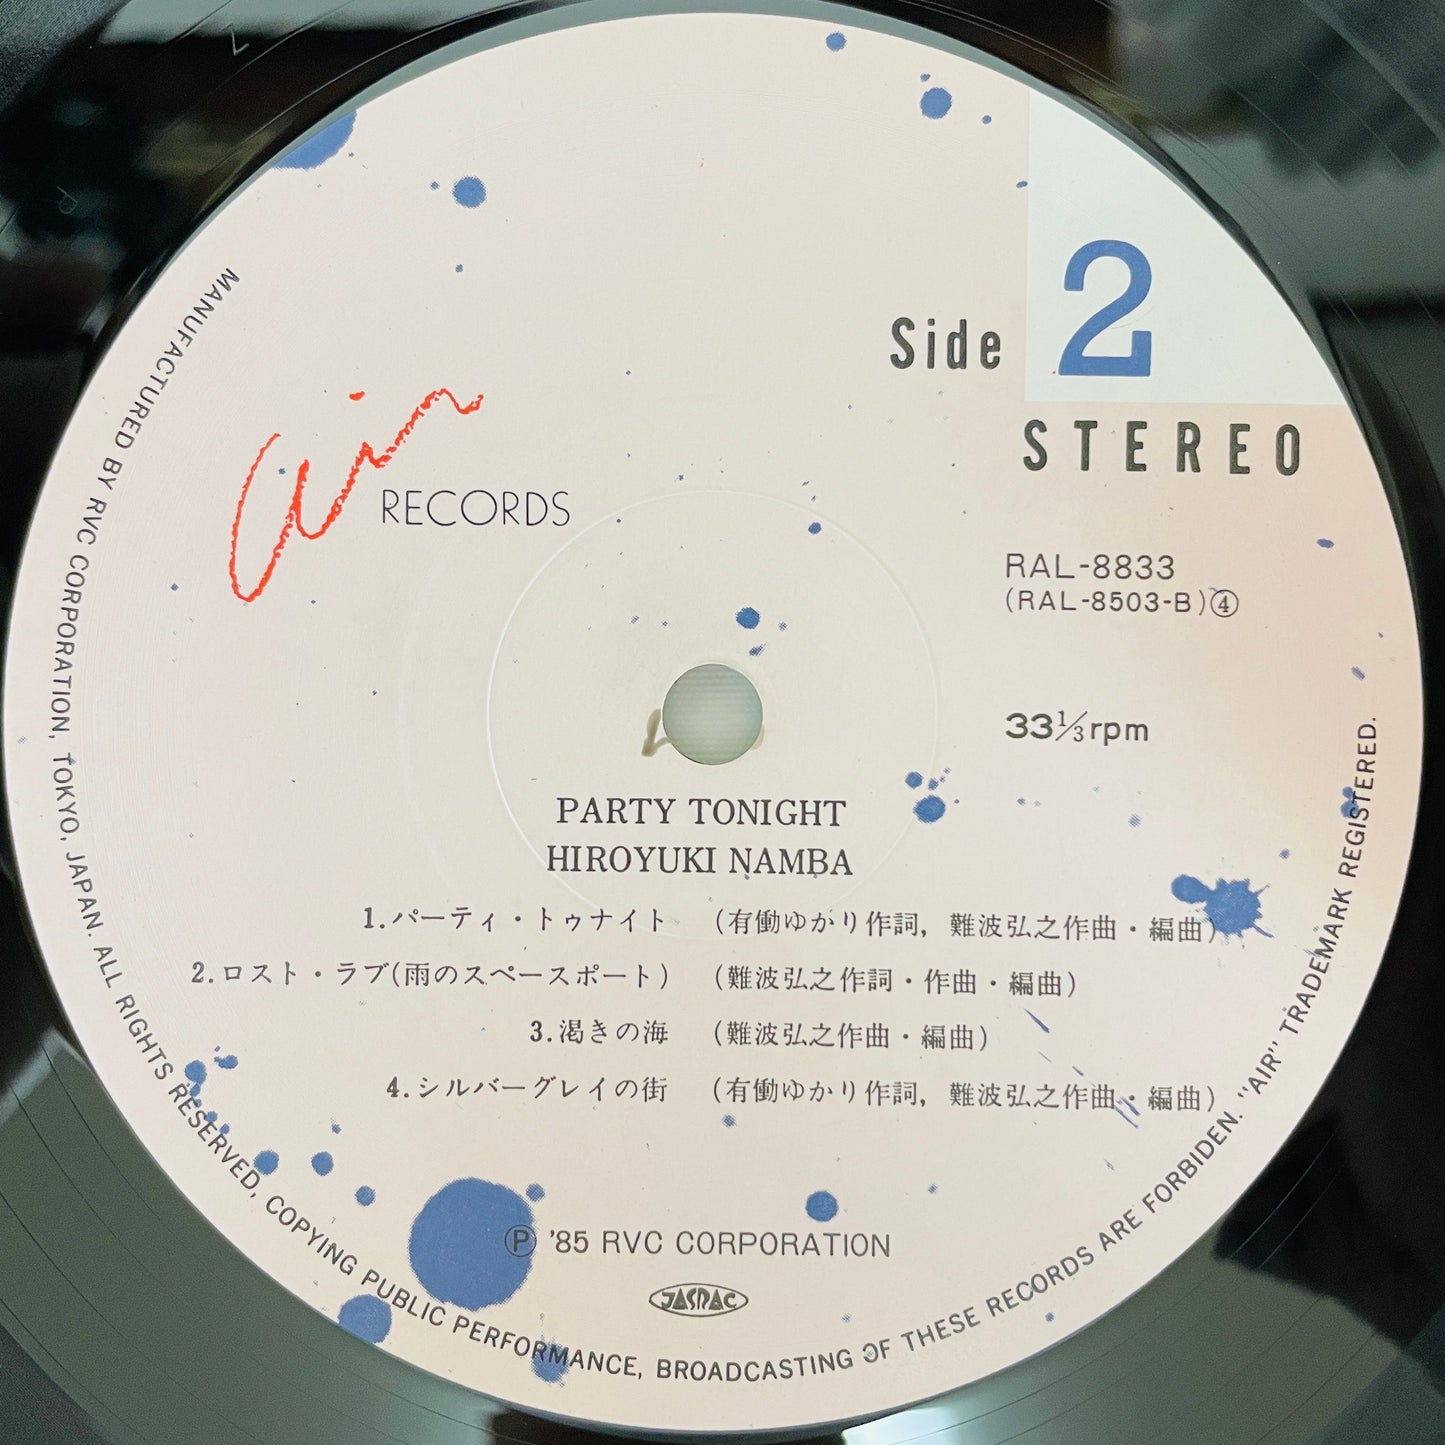 Side 2
STEREO
air
RECORDS
RAL-8833
(RAL-8503-B)④
33⅓rpm
PARTY TONIGHT
HIROYUKI NAMBA
1.パーティ・トゥナイト (有働ゆかり作詞, 難波弘之作曲・編曲)
2.ロスト・ラブ(雨のスペースポート) (難波弘之作詞・作曲・編曲)
3.渇きの海 (難波弘之作曲・編曲)
4.シルバーグレイの街 (有働ゆかり作詞, 難波弘之作曲・編曲)
Ⓟ '85 RVC CORPORATION
JASRAC
MANUFACTURED BY RVC CORPORATION, TOKYO, JAPAN. ALL RIGHTS RESERVED, COPYING PUBLIC PERFORMANCE, BROADCASTING OF THESE RECORDS ARE FORBIDEN. "AIR" TRADEMARK REGISTERED.